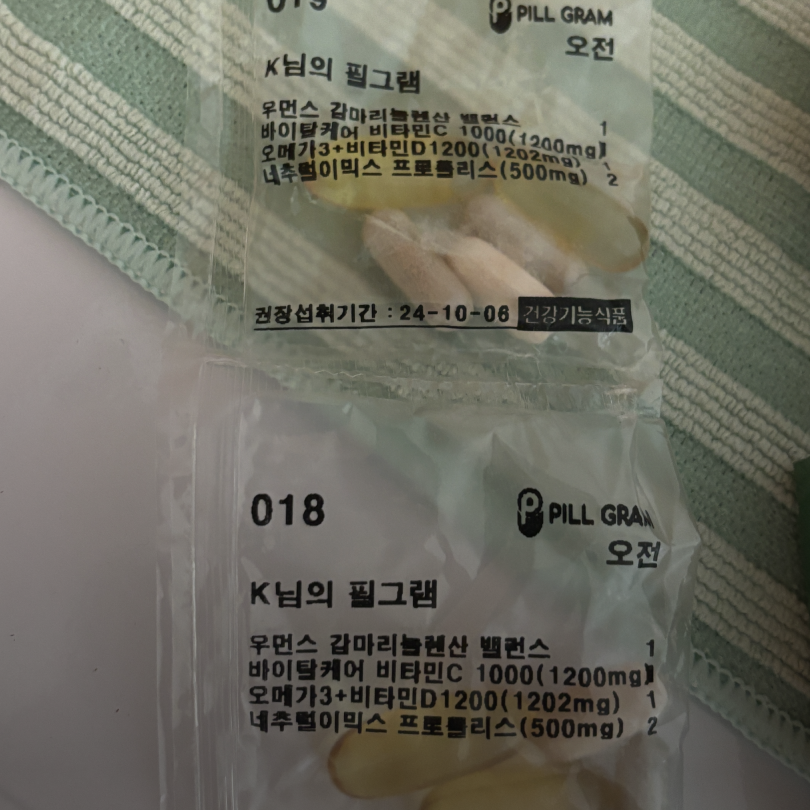 019
PILL GRAM
오전
K님의 필그램
우먼스 감마리놀렌산 밸런스 1
바이탈케어 비타민C 1000(1200mg)
오메가3+비타민D1200(1202mg) 1
네추럴이믹스 프로폴리스(500mg) 2
권장섭취기간 : 24-10-06 건강기능식품
018
PILL GRAM
오전
K님의 필그램
우먼스 감마리놀렌산 밸런스 1
바이탈케어 비타민C 1000(1200mg)
오메가3+비타민D1200(1202mg) 1
네추럴이믹스 프로폴리스(500mg) 2